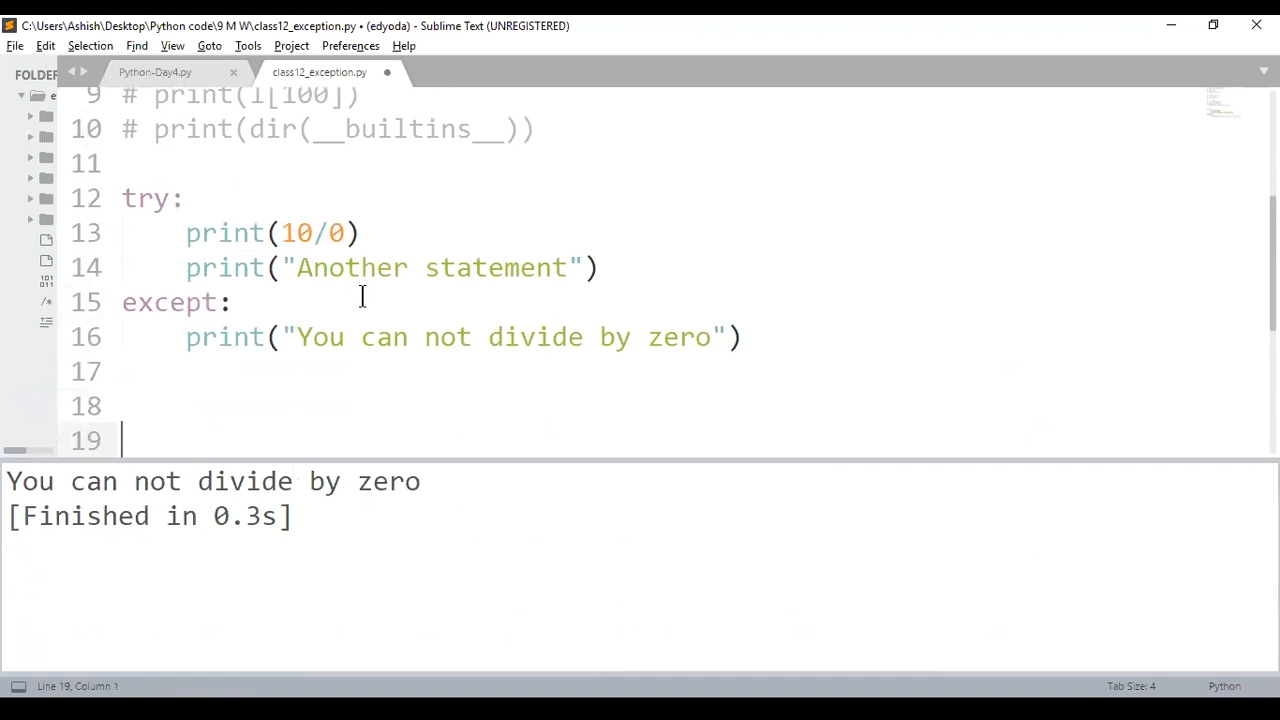 C:\Users\Ashish\Desktop\Python code\9 M W\class12_exception.py • (edyoda) - Sublime Text (UNREGISTERED)
File Edit Selection Find View Goto Tools Project Preferences Help
FOLDER
Python-Day4.py × class12_exception.py
9 # print(l[100])
10 # print(dir(__builtins__))
11
12 try:
13 print(10/0)
14 print("Another statement")
15 except:
16 print("You can not divide by zero")
17
18
19
You can not divide by zero
[Finished in 0.3s]
Line 19, Column 1
Tab Size: 4 Python